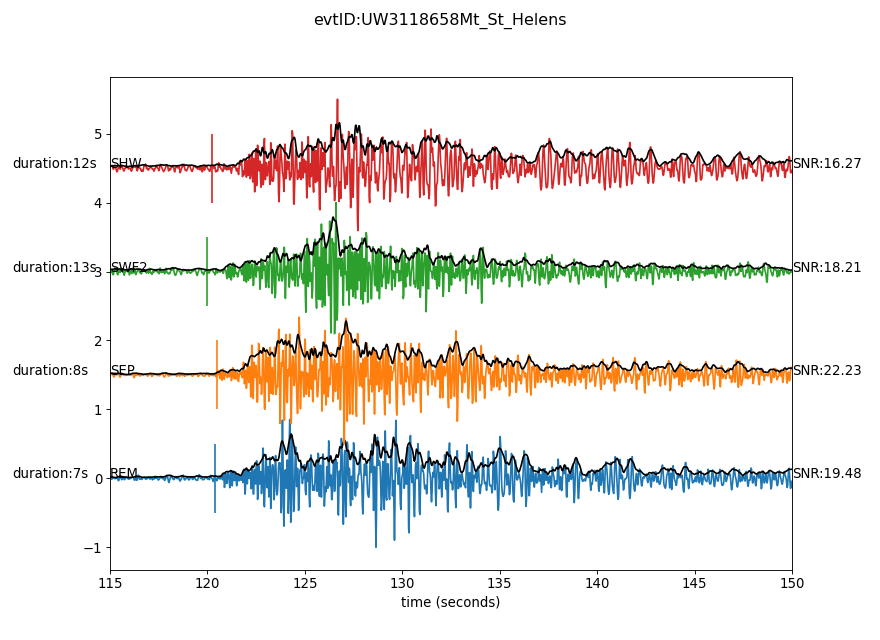 evtID:UW3118658Mt_St_Helens
5
duration:12s SHW SNR:16.27
4
duration:13s SWF2 SNR:18.21
3
2
duration:8s SEP SNR:22.23
1
duration:7s REM SNR:19.48
0
−1
115 120 125 130 135 140 145 150
time (seconds)